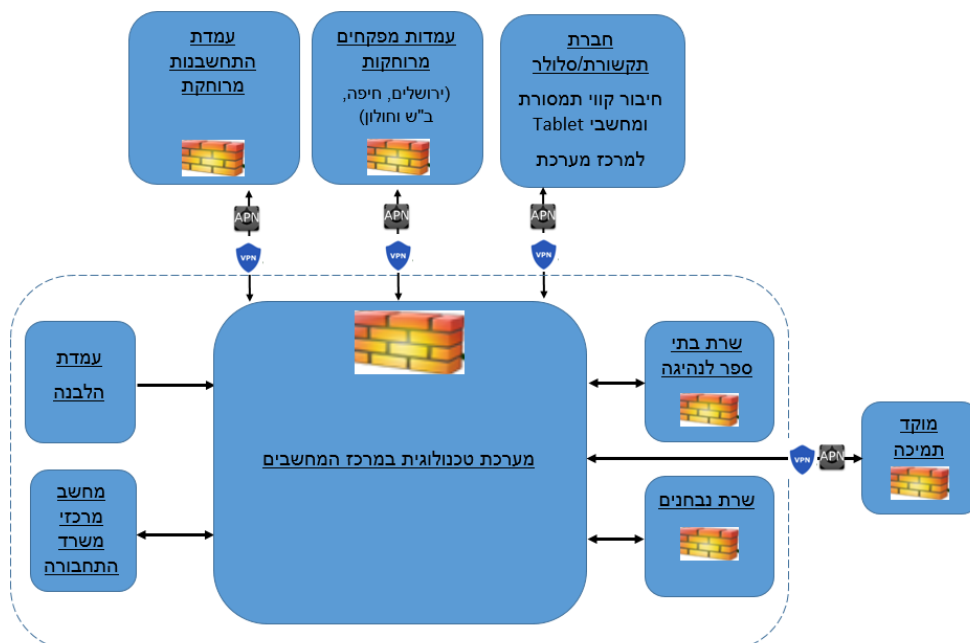 עמדת
התחשבנות
מרוחקת
עמדות מפקחים
מרוחקות
(ירושלים, חיפה,
ב"ש וחולון)
חברת
תקשורת/סלולר
חיבור קווי תמסורת
ומחשבי Tablet
למרכז מערכת
APN
APN
APN
VPN
VPN
VPN
עמדת
הלבנה
שרת בתי
ספר לנהיגה
מוקד
תמיכה
מערכת טכנולוגית במרכז המחשבים
VPN
APN
מחשב
מרכזי
משרד
התחבורה
שרת נבחנים